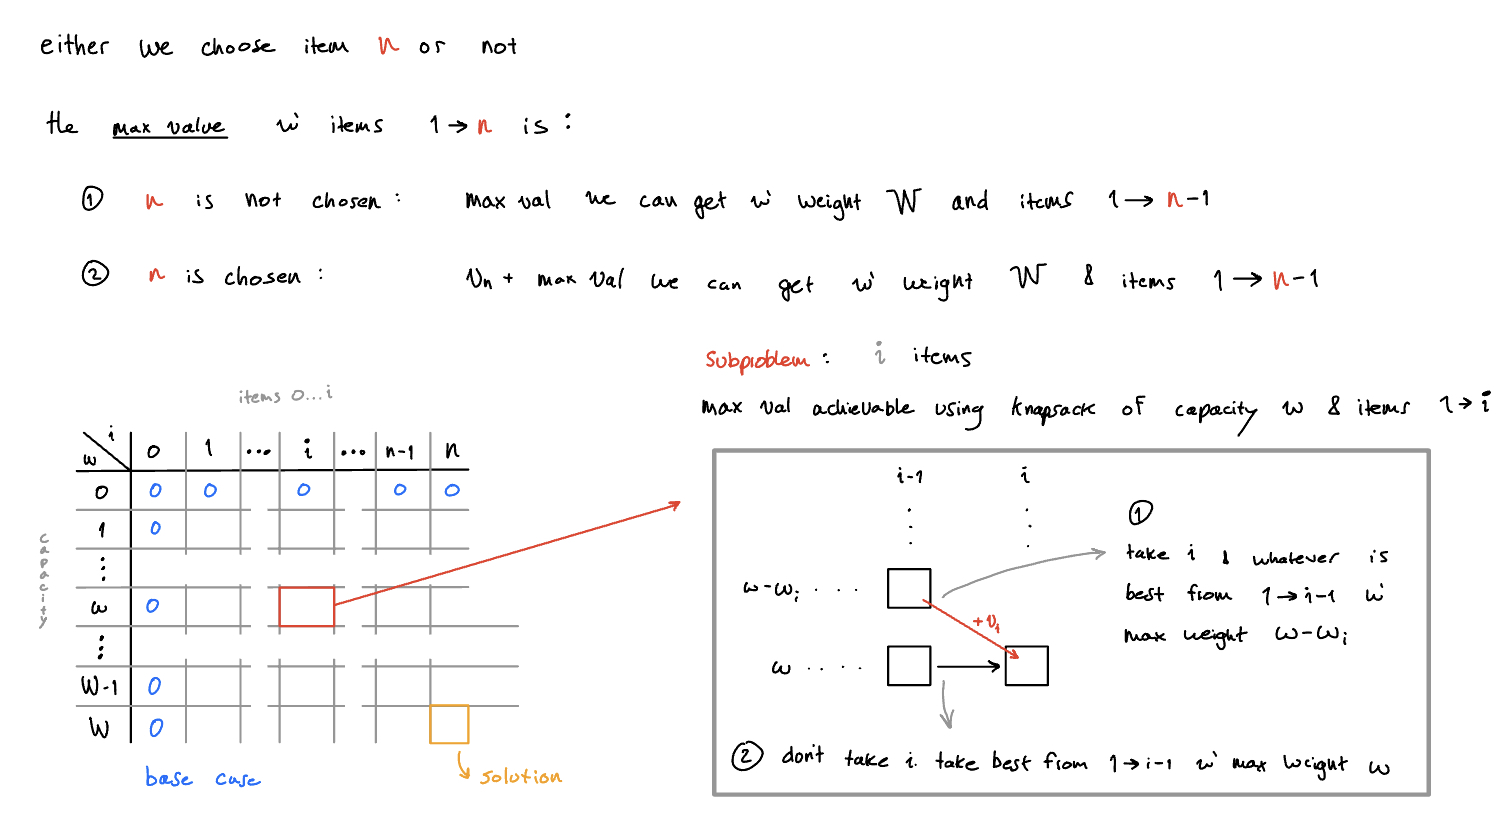 either we choose item n or not
the max value w items 1→n is:
① n is not chosen: max val we can get w weight W and items 1→n-1
② n is chosen: vn + max val we can get w weight W & items 1→n-1
Subproblem: i items
max val achievable using knapsack of capacity w & items 1→i
items 0...i
i
w 0 1 ... i ... n-1 n
0 0 0 0 0 0
1 0
⋮
w 0
⋮
W-1 0
W 0
capacity
base case
solution
i-1 i
w-wi ....
+vi
w ....
①
take i & whatever is
best from 1→i-1 w
max weight w-wi
② don't take i. take best from 1→i-1 w max weight w